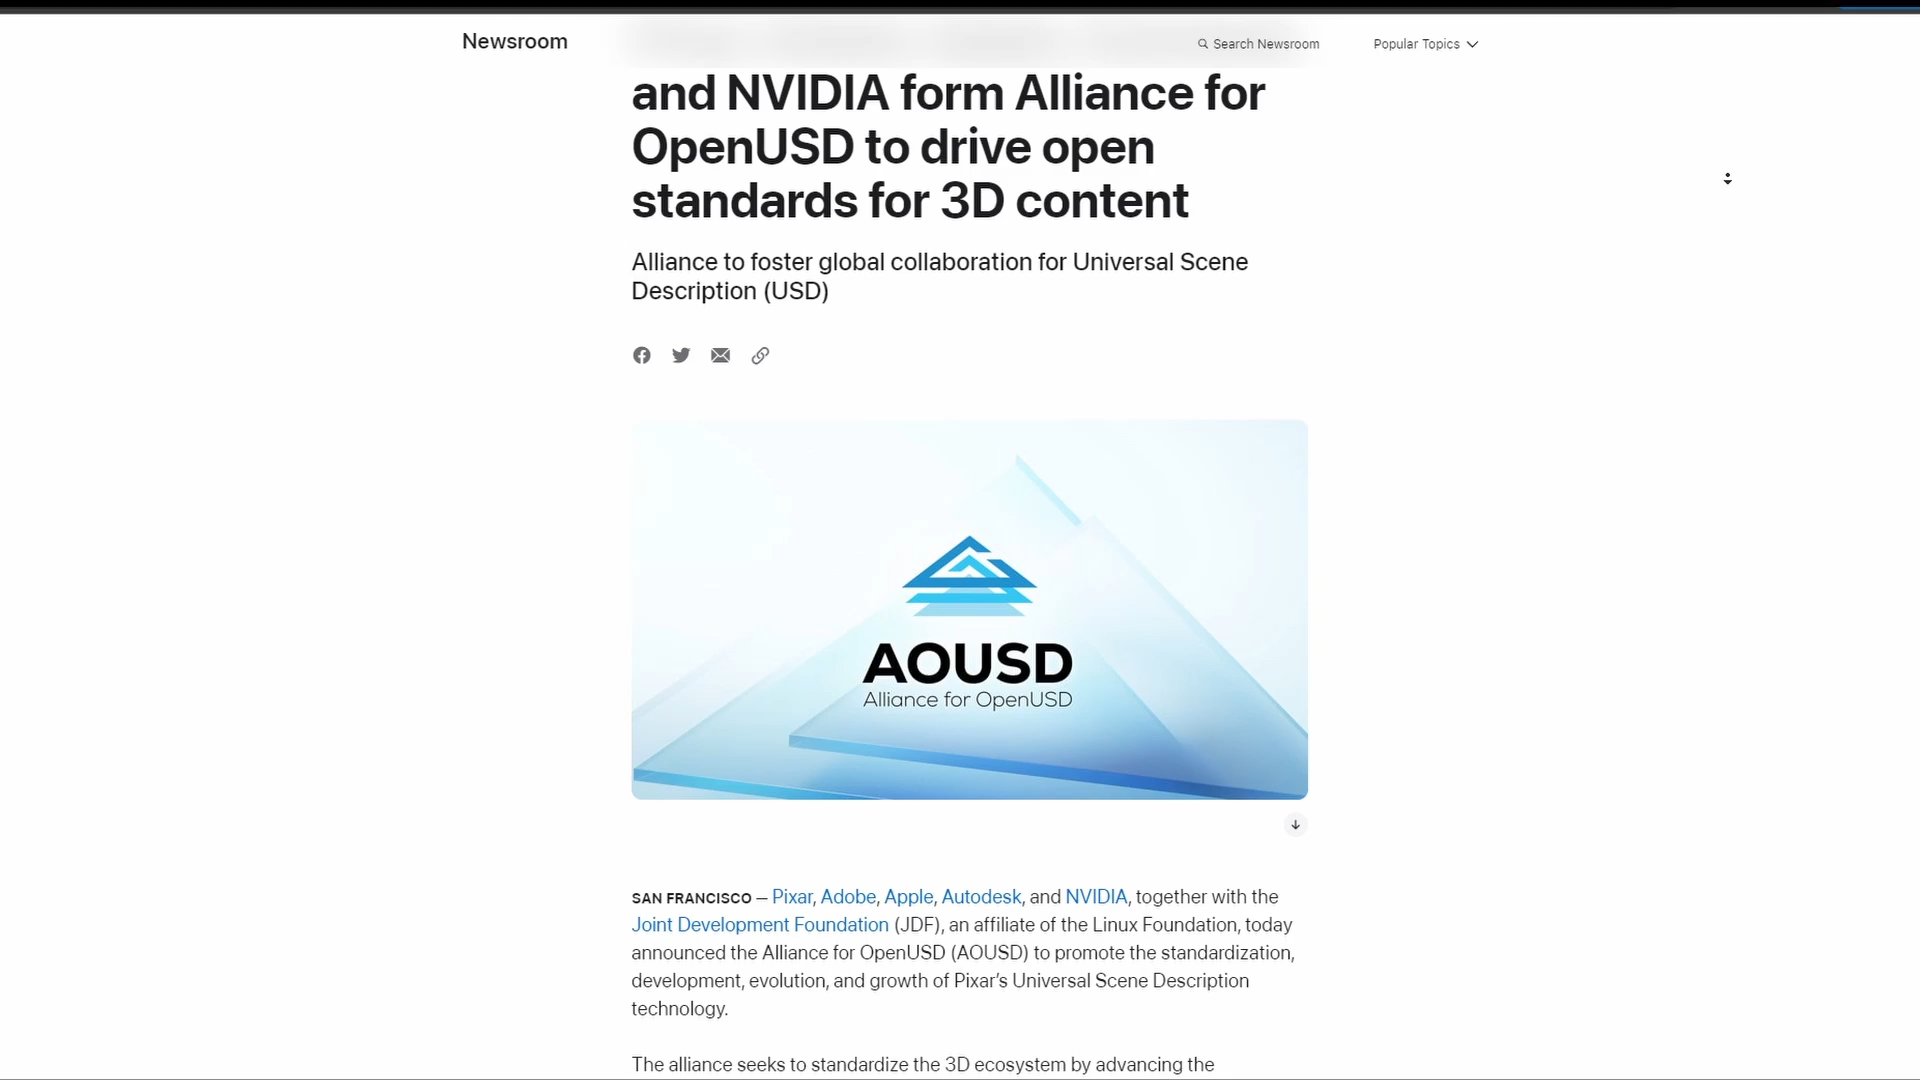 Newsroom
Search Newsroom
Popular Topics
and NVIDIA form Alliance for
OpenUSD to drive open
standards for 3D content
Alliance to foster global collaboration for Universal Scene
Description (USD)
AOUSD
Alliance for OpenUSD
SAN FRANCISCO — Pixar, Adobe, Apple, Autodesk, and NVIDIA, together with the
Joint Development Foundation (JDF), an affiliate of the Linux Foundation, today
announced the Alliance for OpenUSD (AOUSD) to promote the standardization,
development, evolution, and growth of Pixar’s Universal Scene Description
technology.
The alliance seeks to standardize the 3D ecosystem by advancing the